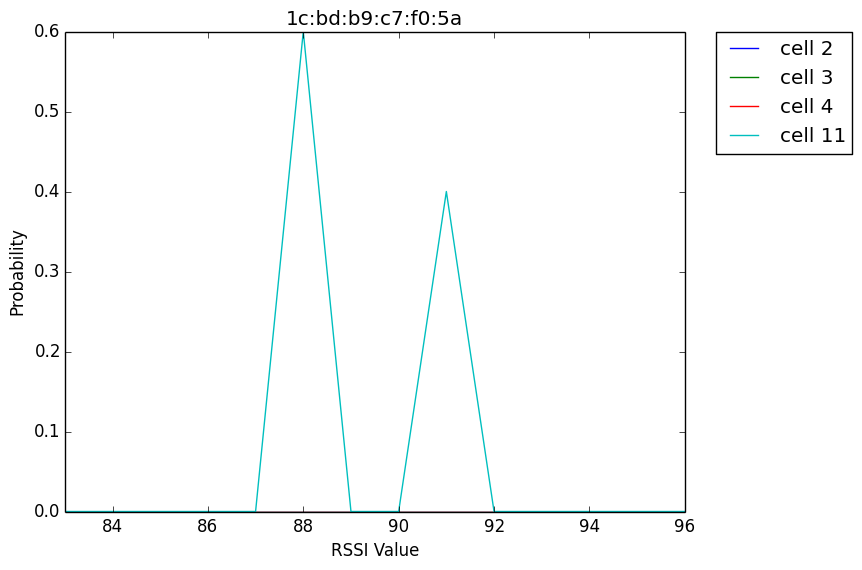 1c:bd:b9:c7:f0:5a
cell 2
cell 3
cell 4
cell 11
Probability
0.6
0.5
0.4
0.3
0.2
0.1
0.0
84 86 88 90 92 94 96
RSSI Value